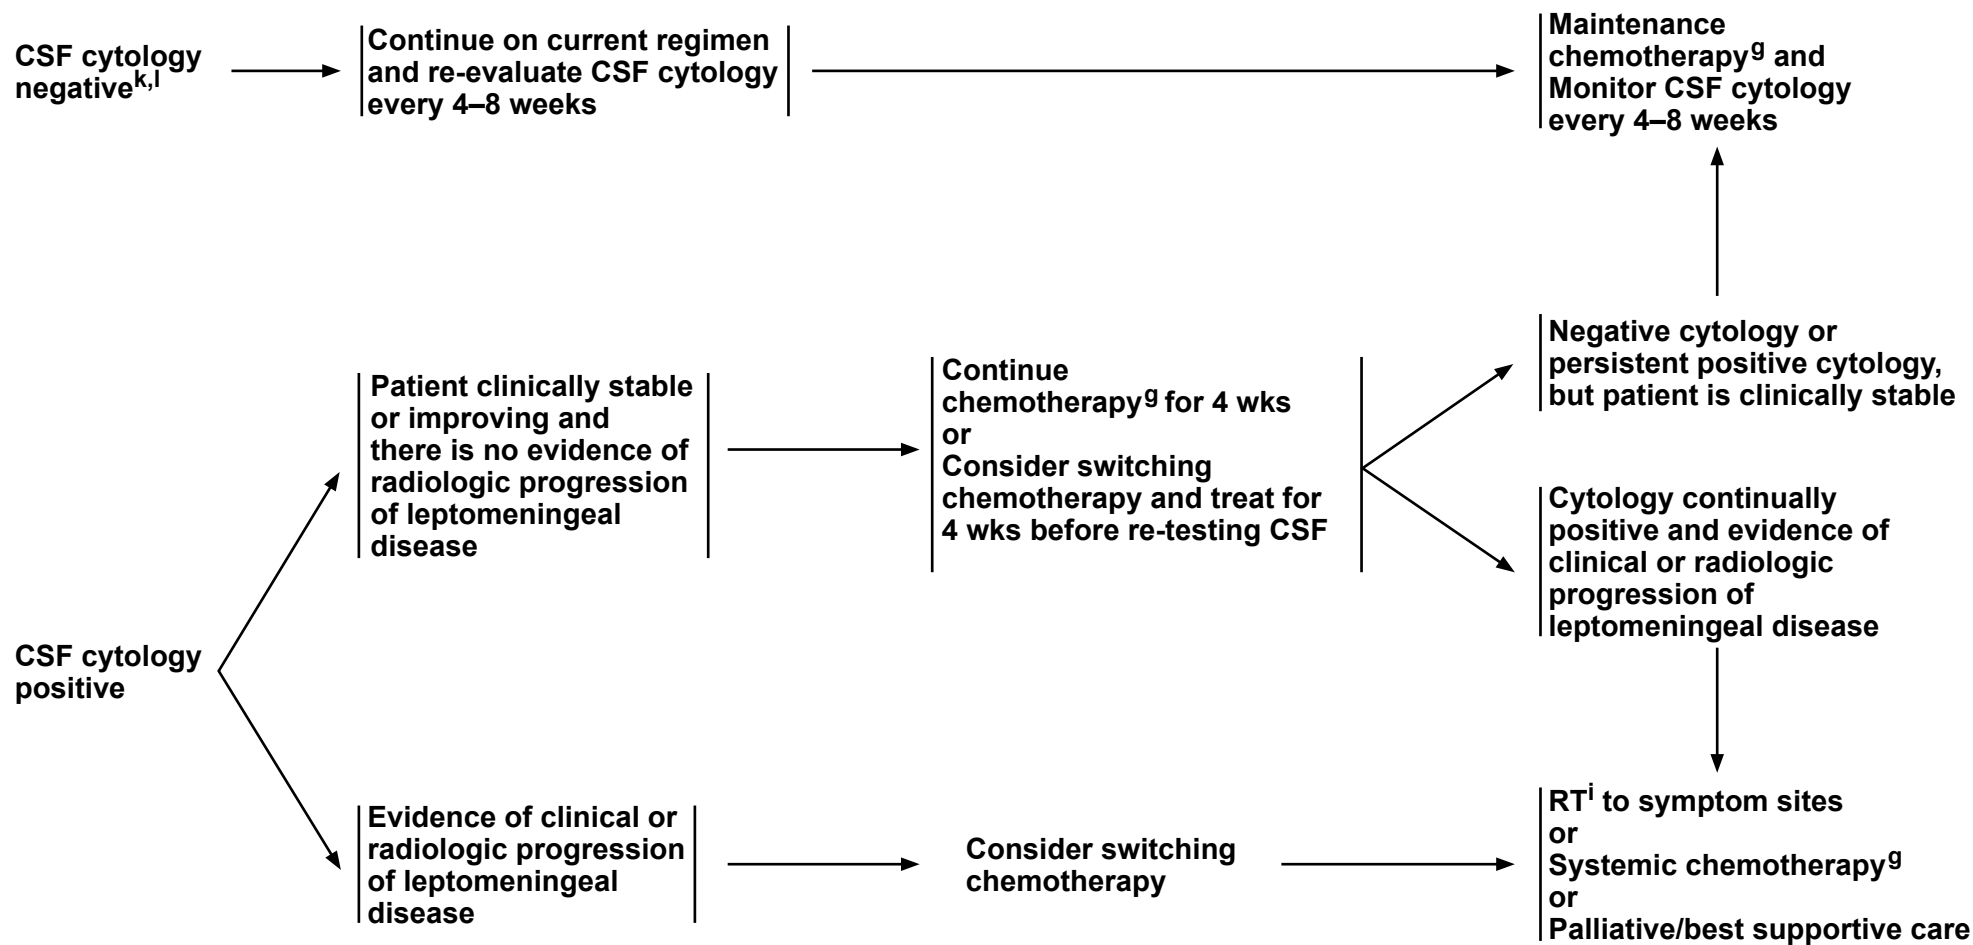 CSF cytology
negativek,l
Continue on current regimen
and re-evaluate CSF cytology
every 4–8 weeks
Maintenance
chemotherapyg and
Monitor CSF cytology
every 4–8 weeks
CSF cytology
positive
Patient clinically stable
or improving and
there is no evidence of
radiologic progression
of leptomeningeal
disease
Continue
chemotherapyg for 4 wks
or
Consider switching
chemotherapy and treat for
4 wks before re-testing CSF
Negative cytology or
persistent positive cytology,
but patient is clinically stable
Cytology continually
positive and evidence of
clinical or radiologic
progression of
leptomeningeal disease
Evidence of clinical or
radiologic progression
of leptomeningeal
disease
Consider switching
chemotherapy
RTi to symptom sites
or
Systemic chemotherapyg
or
Palliative/best supportive care